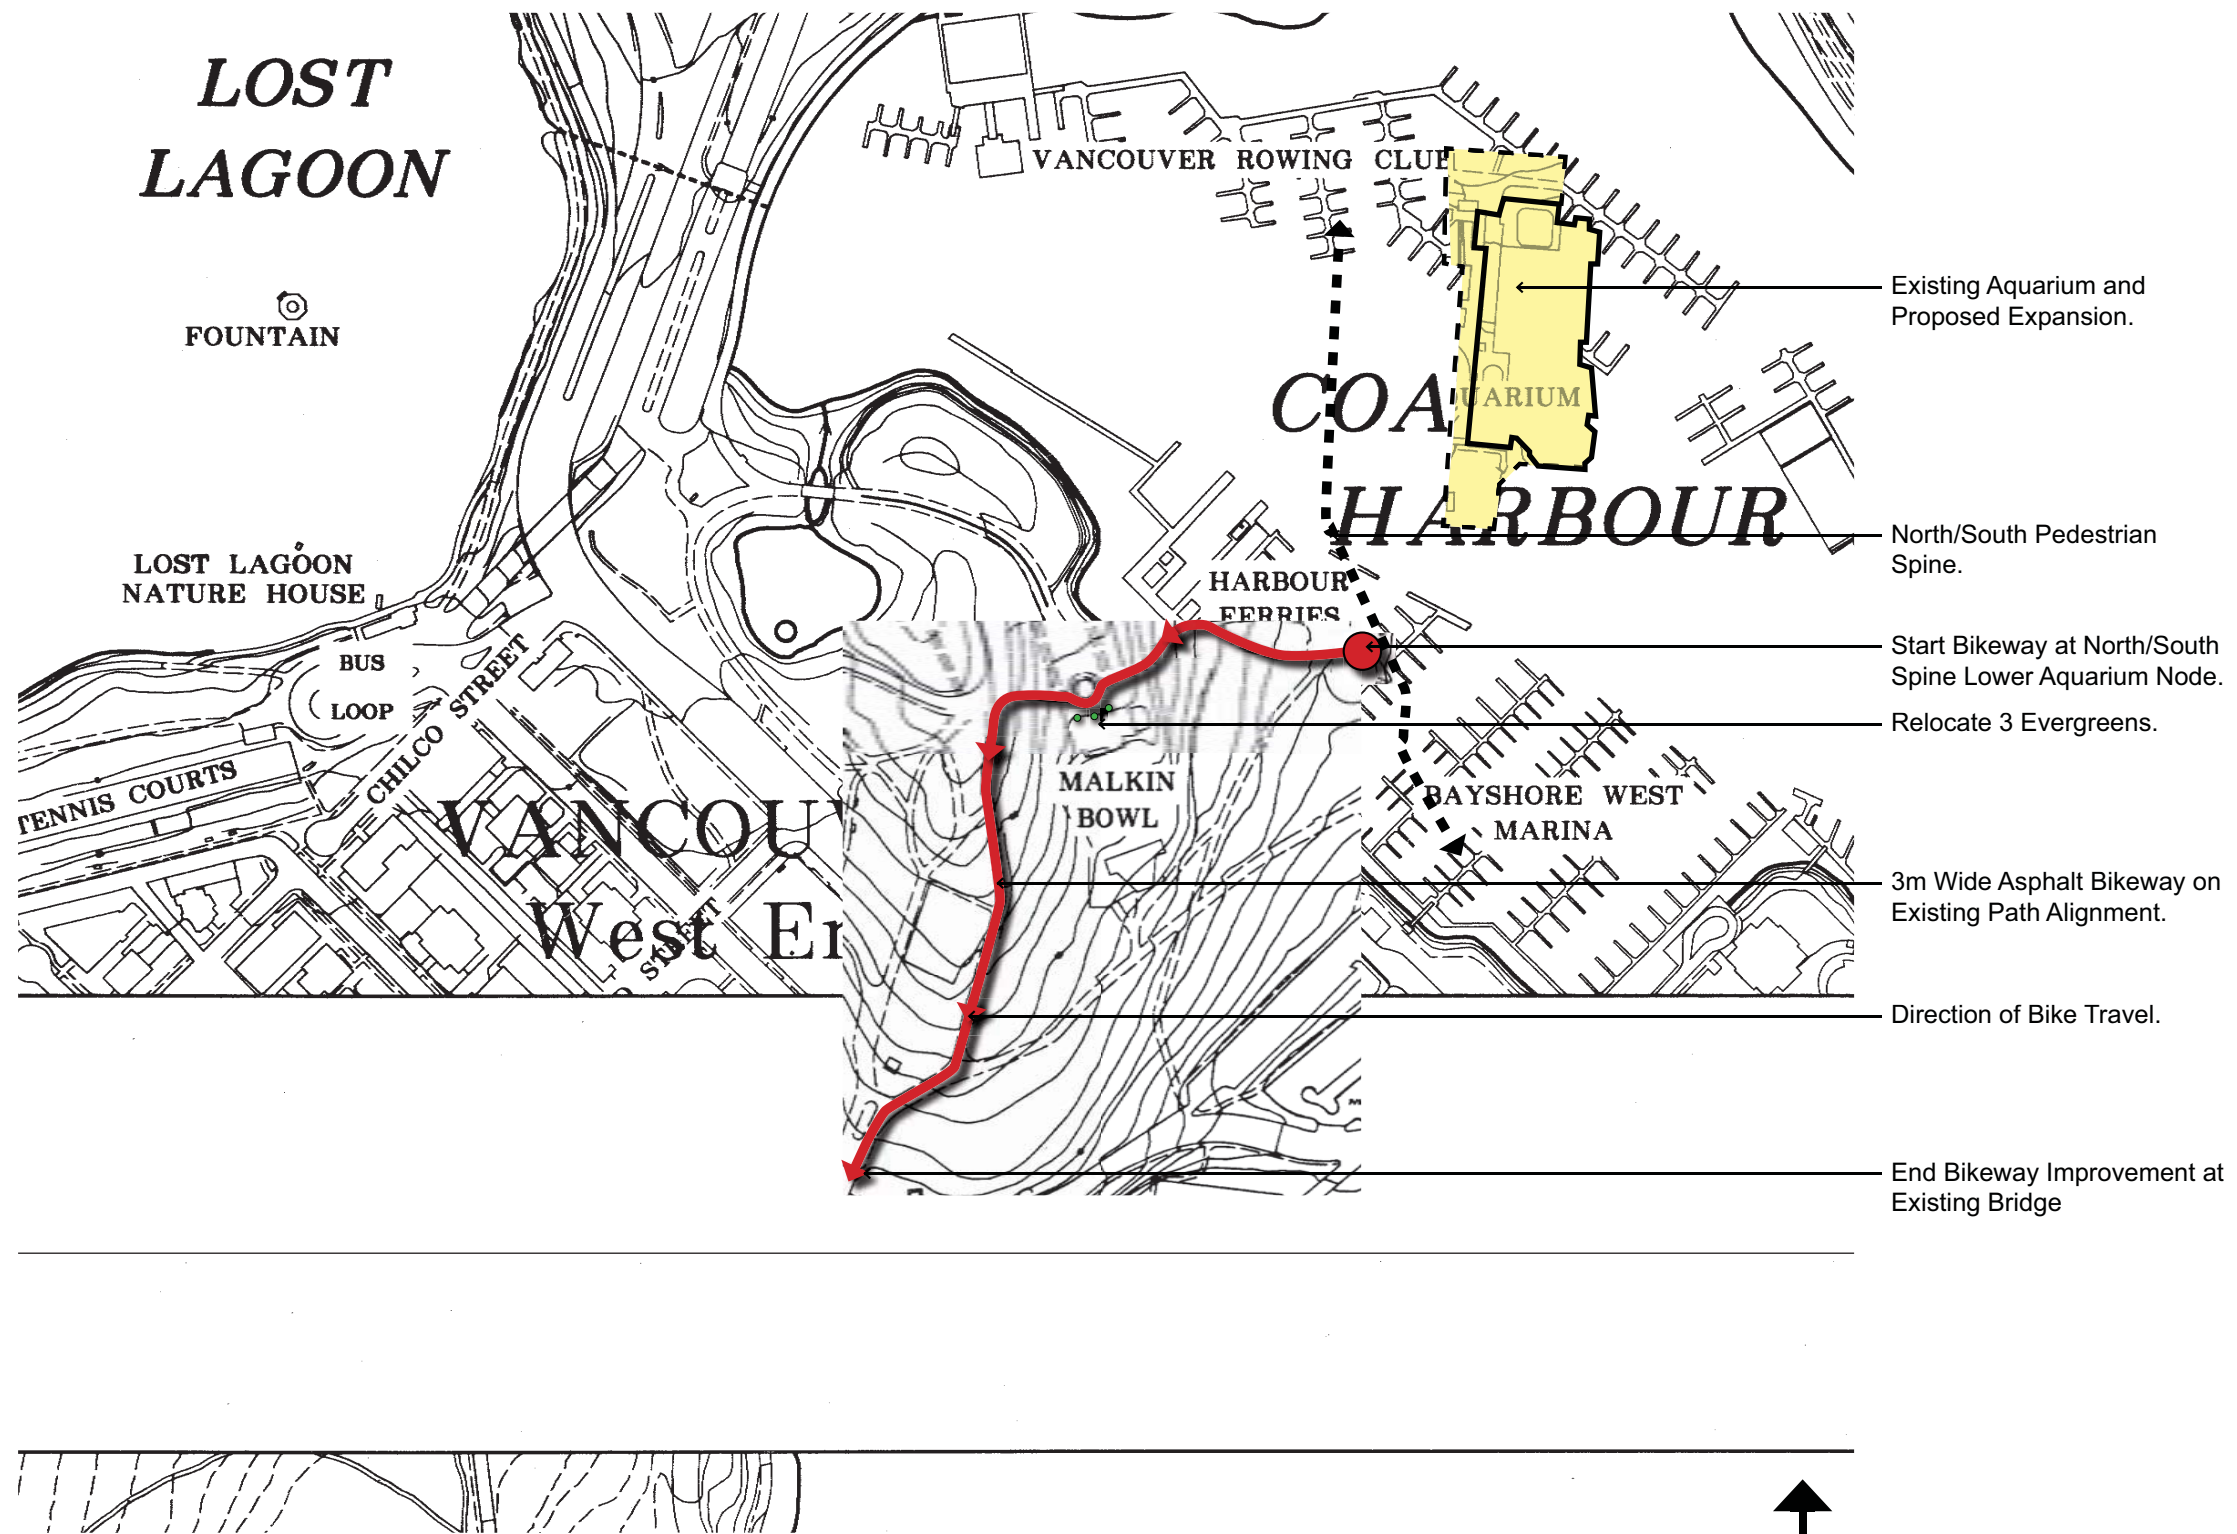 LOST
LAGOON
VANCOUVER ROWING CLUB
Existing Aquarium and
Proposed Expansion.
FOUNTAIN
COA
UARIUM
HARBOUR
North/South Pedestrian
Spine.
LOST LAGOON
NATURE HOUSE
HARBOUR
FERRIES
Start Bikeway at North/South
Spine Lower Aquarium Node.
BUS
LOOP
CHILCO STREET
Relocate 3 Evergreens.
TENNIS COURTS
MALKIN
BOWL
BAYSHORE WEST
MARINA
VANCOUV
3m Wide Asphalt Bikeway on
Existing Path Alignment.
West En
STREET
Direction of Bike Travel.
End Bikeway Improvement at
Existing Bridge